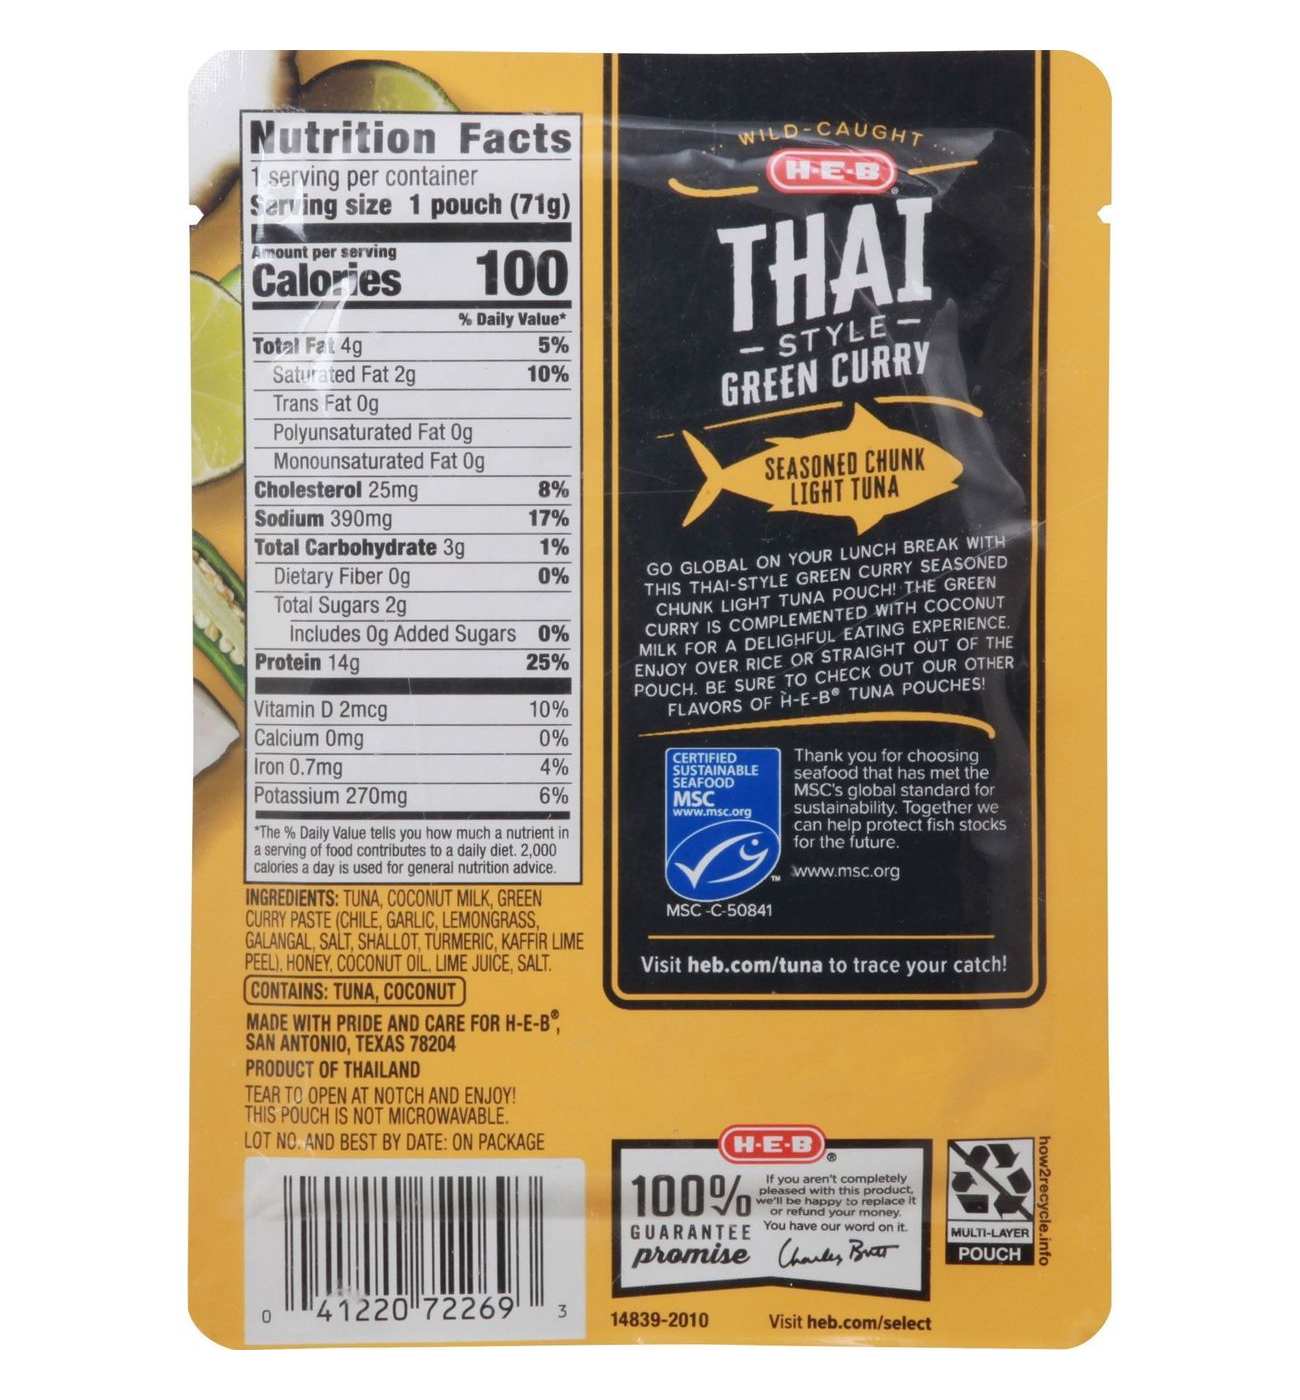 Nutrition Facts
1 serving per container
Serving size 1 pouch (71g)
Amount per serving
Calories 100
% Daily Value*
Total Fat 4g 5%
Saturated Fat 2g 10%
Trans Fat 0g
Polyunsaturated Fat 0g
Monounsaturated Fat 0g
Cholesterol 25mg 8%
Sodium 390mg 17%
Total Carbohydrate 3g 1%
Dietary Fiber 0g 0%
Total Sugars 2g
Includes 0g Added Sugars 0%
Protein 14g 25%
Vitamin D 2mcg 10%
Calcium 0mg 0%
Iron 0.7mg 4%
Potassium 270mg 6%
*The % Daily Value tells you how much a nutrient in
a serving of food contributes to a daily diet. 2,000
calories a day is used for general nutrition advice.
INGREDIENTS: TUNA, COCONUT MILK, GREEN
CURRY PASTE (CHILE, GARLIC, LEMONGRASS,
GALANGAL, SALT, SHALLOT, TURMERIC, KAFFIR LIME
PEEL), HONEY, COCONUT OIL, LIME JUICE, SALT.
CONTAINS: TUNA, COCONUT
MADE WITH PRIDE AND CARE FOR H-E-B®,
SAN ANTONIO, TEXAS 78204
PRODUCT OF THAILAND
TEAR TO OPEN AT NOTCH AND ENJOY!
THIS POUCH IS NOT MICROWAVABLE.
LOT NO. AND BEST BY DATE: ON PACKAGE
0 41220 72269 3
WILD-CAUGHT
H-E-B®
THAI
STYLE
GREEN CURRY
SEASONED CHUNK
LIGHT TUNA
GO GLOBAL ON YOUR LUNCH BREAK WITH
THIS THAI-STYLE GREEN CURRY SEASONED
CHUNK LIGHT TUNA POUCH! THE GREEN
CURRY IS COMPLEMENTED WITH COCONUT
MILK FOR A DELIGHFUL EATING EXPERIENCE.
ENJOY OVER RICE OR STRAIGHT OUT OF THE
POUCH. BE SURE TO CHECK OUT OUR OTHER
FLAVORS OF H-E-B® TUNA POUCHES!
CERTIFIED
SUSTAINABLE
SEAFOOD
MSC
www.msc.org
TM
MSC -C-50841
Thank you for choosing
seafood that has met the
MSC's global standard for
sustainability. Together we
can help protect fish stocks
for the future.
www.msc.org
Visit heb.com/tuna to trace your catch!
H-E-B®
100%
GUARANTEE
promise
If you aren't completely
pleased with this product,
we'll be happy to replace it
or refund your money.
You have our word on it.
Charles Butt
14839-2010
Visit heb.com/select
MULTI-LAYER
POUCH
how2recycle.info